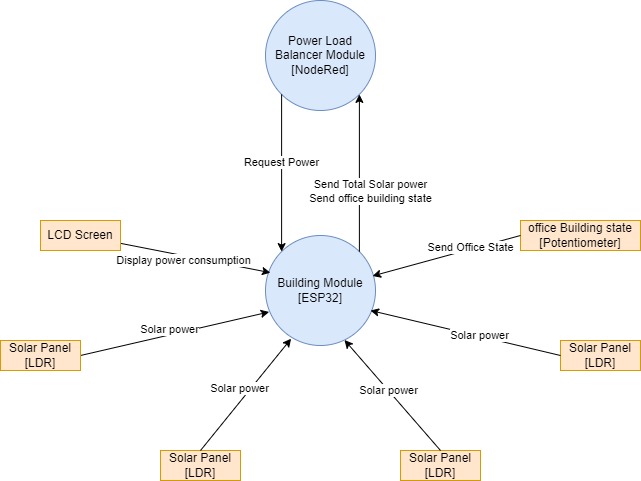 Power Load
Balancer Module
[NodeRed]
Request Power
Send Total Solar power
Send office building state
LCD Screen
office Building state
[Potentiometer]
Display power consumption
Send Office State
Building Module
[ESP32]
Solar power
Solar power
Solar Panel
[LDR]
Solar Panel
[LDR]
Solar power
Solar power
Solar Panel
[LDR]
Solar Panel
[LDR]